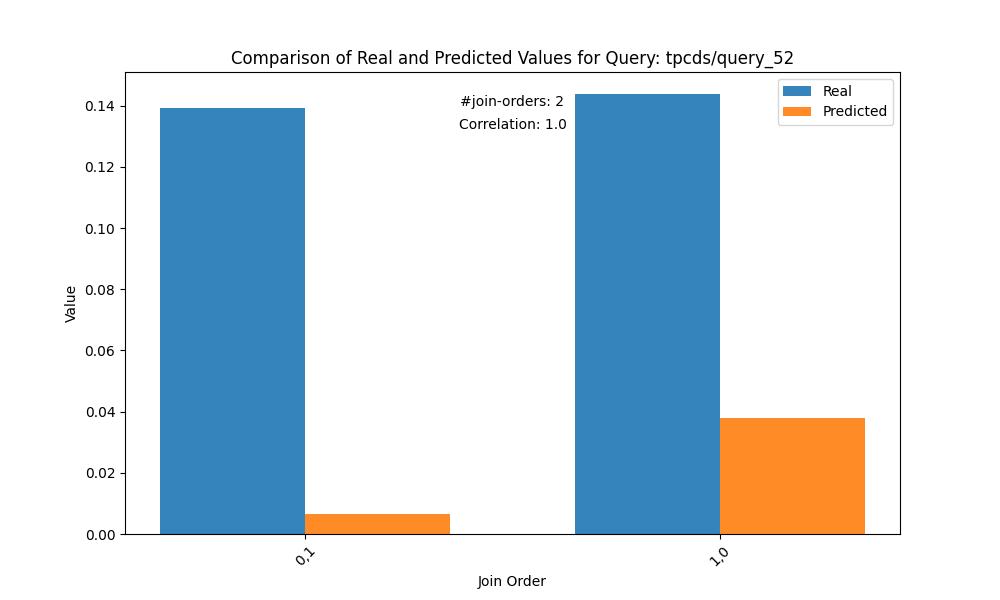 Comparison of Real and Predicted Values for Query: tpcds/query_52
Real
Predicted
#join-orders: 2
Correlation: 1.0
Value
0.14
0.12
0.10
0.08
0.06
0.04
0.02
0.00
0,1
1,0
Join Order